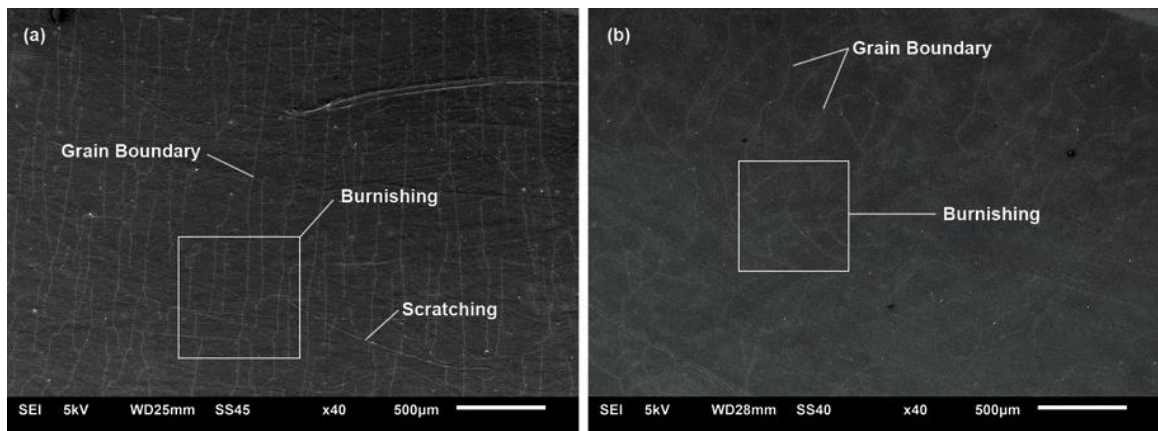 (a)
Grain Boundary
Burnishing
Scratching
SEI 5kV WD25mm SS45 x40 500µm
(b)
Grain Boundary
Burnishing
SEI 5kV WD28mm SS40 x40 500µm